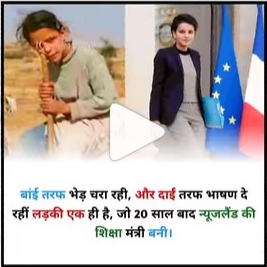 बांई तरफ भेड़ चरा रही, और दाईं तरफ भाषण दे
रहीं लड़की एक ही है, जो 20 साल बाद न्यूजलैंड की
शिक्षा मंत्री बनी।